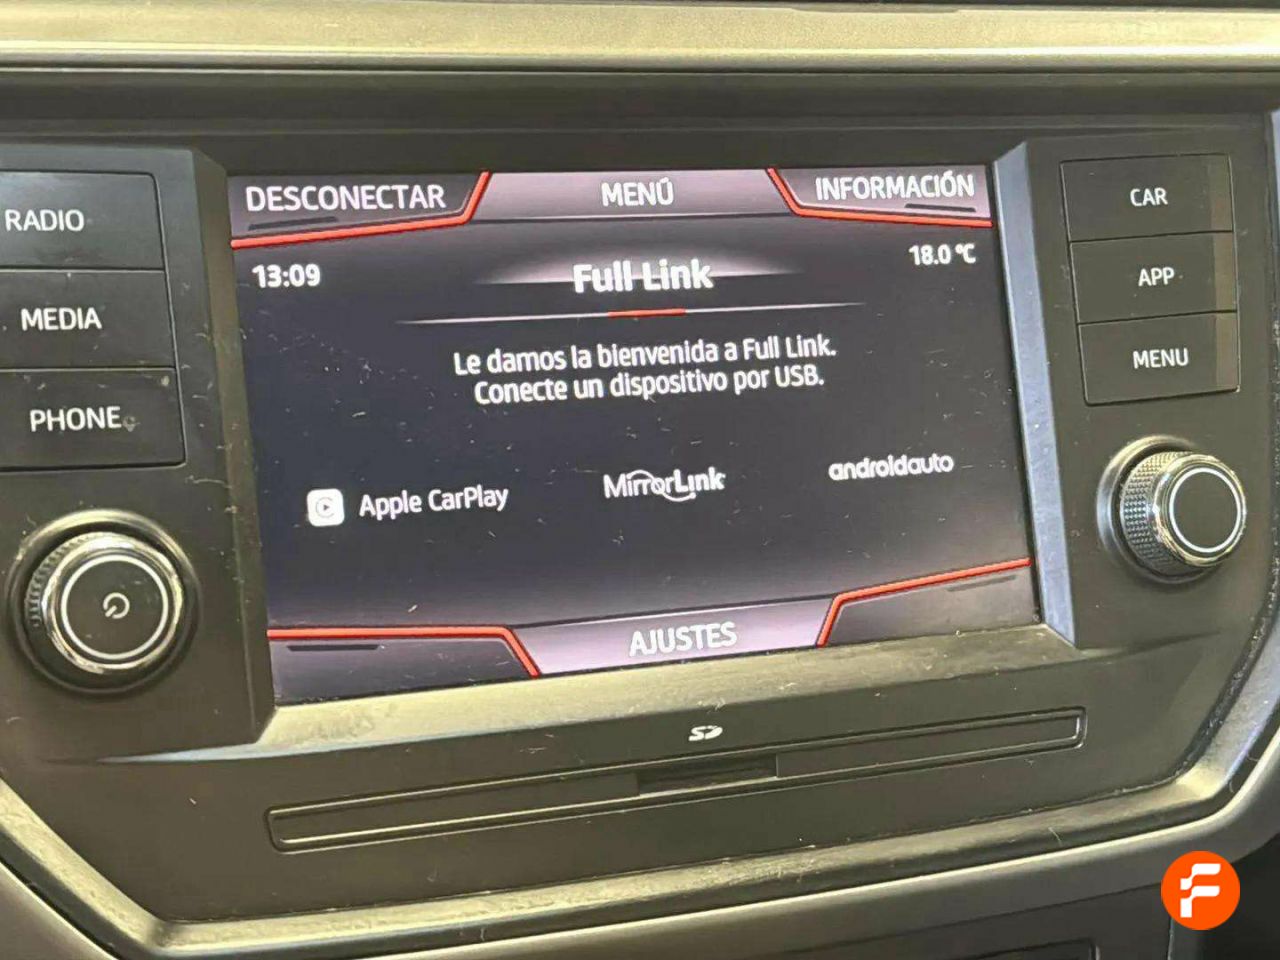 DESCONECTAR
MENÚ
INFORMACIÓN
RADIO
MEDIA
PHONE
13:09
Full Link
18.0 °C
Le damos la bienvenida a Full Link.
Conecte un dispositivo por USB.
Apple CarPlay
MirrorLink
androidauto
AJUSTES
CAR
APP
MENU
SD
F